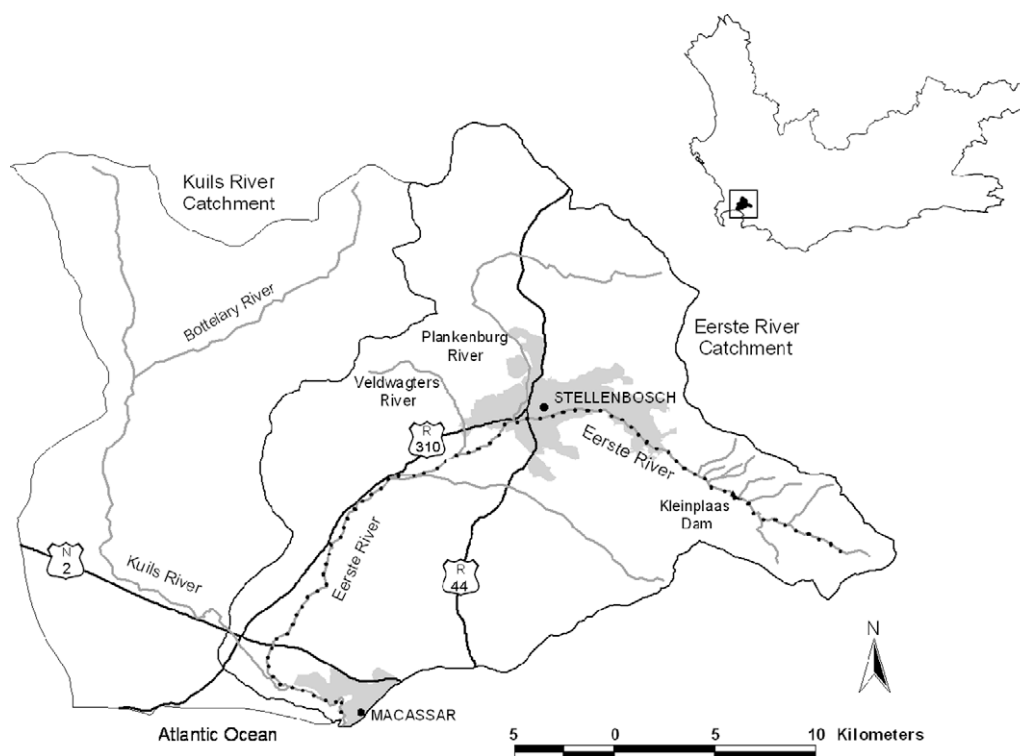 Kuils River
Catchment
Bottelary River
Plankenburg
River
Eerste River
Catchment
Veldwagters
River
STELLENBOSCH
R
310
Eerste River
Kleinplaas
Dam
N
2
Kuils River
Eerste River
R
44
N
MACASSAR
Atlantic Ocean
5 0 5 10 Kilometers